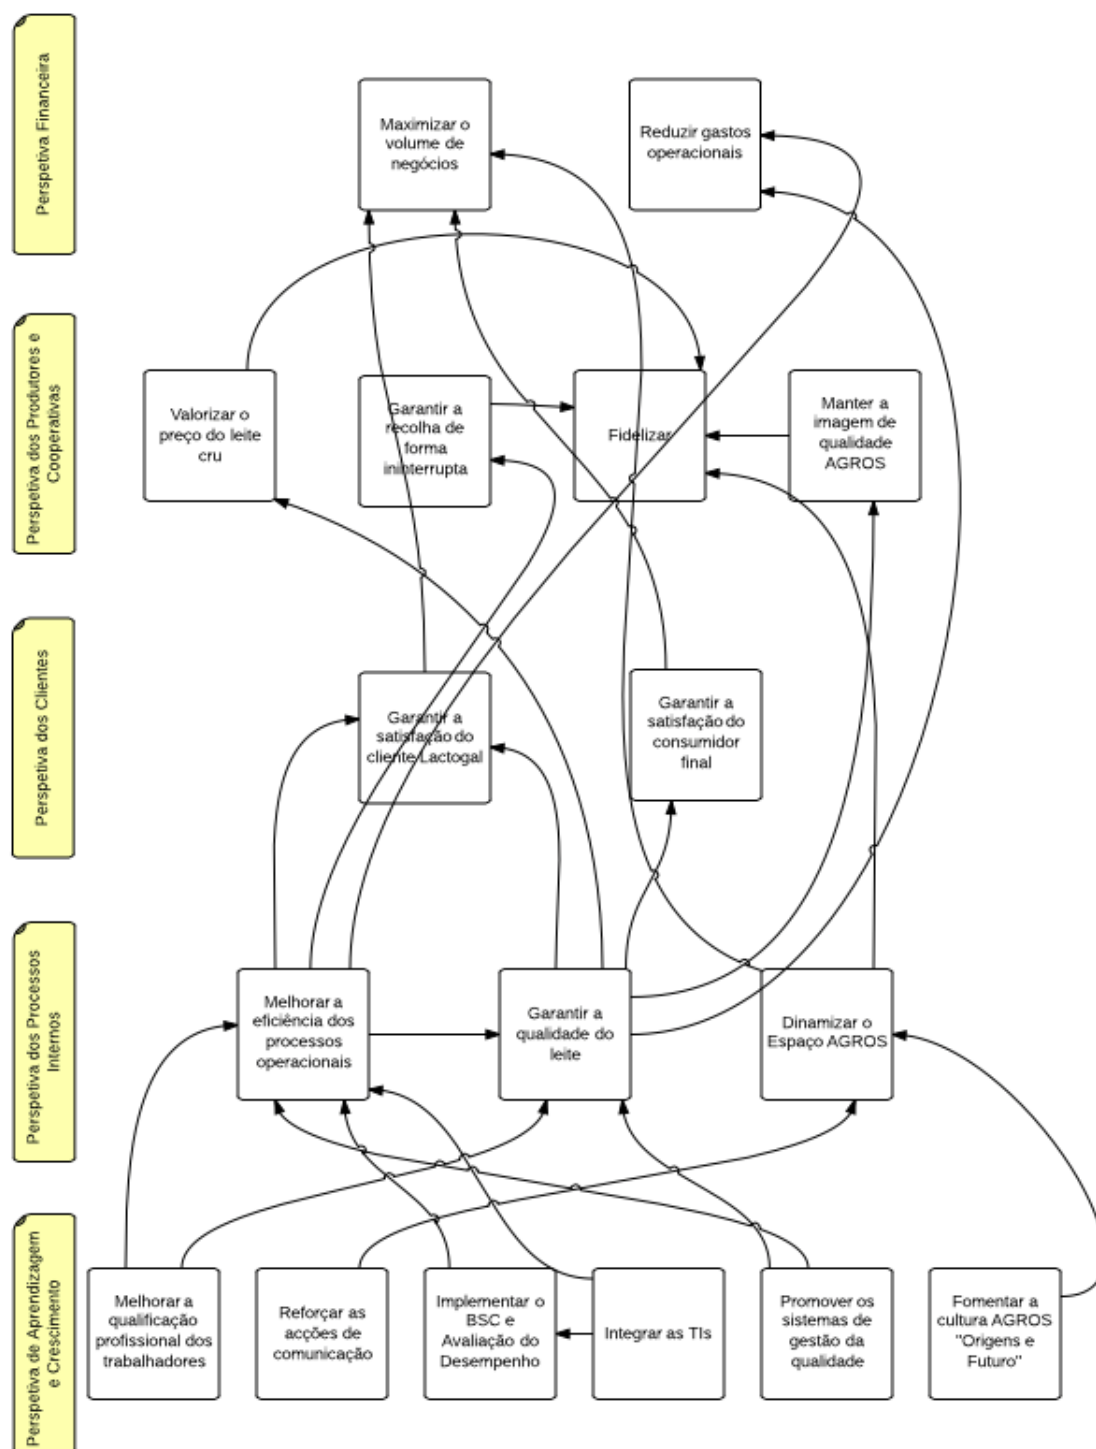 Perspetiva Financeira
Maximizar o
volume de
negócios
Reduzir gastos
operacionais
Perspetiva dos Produtores e
Cooperativas
Valorizar o
preço do leite
cru
Garantir a
recolha de
forma
ininterrupta
Fidelizar
Manter a
imagem de
qualidade
AGROS
Perspetiva dos Clientes
Garantir a
satisfação do
cliente Lactogal
Garantir a
satisfação do
consumidor
final
Perspetiva dos Processos
Internos
Melhorar a
eficiência dos
processos
operacionais
Garantir a
qualidade do
leite
Dinamizar o
Espaço AGROS
Perspetiva de Aprendizagem
e Crescimento
Melhorar a
qualificação
profissional dos
trabalhadores
Reforçar as
acções de
comunicação
Implementar o
BSC e
Avaliação do
Desempenho
Integrar as TIs
Promover os
sistemas de
gestão da
qualidade
Fomentar a
cultura AGROS
"Origens e
Futuro"